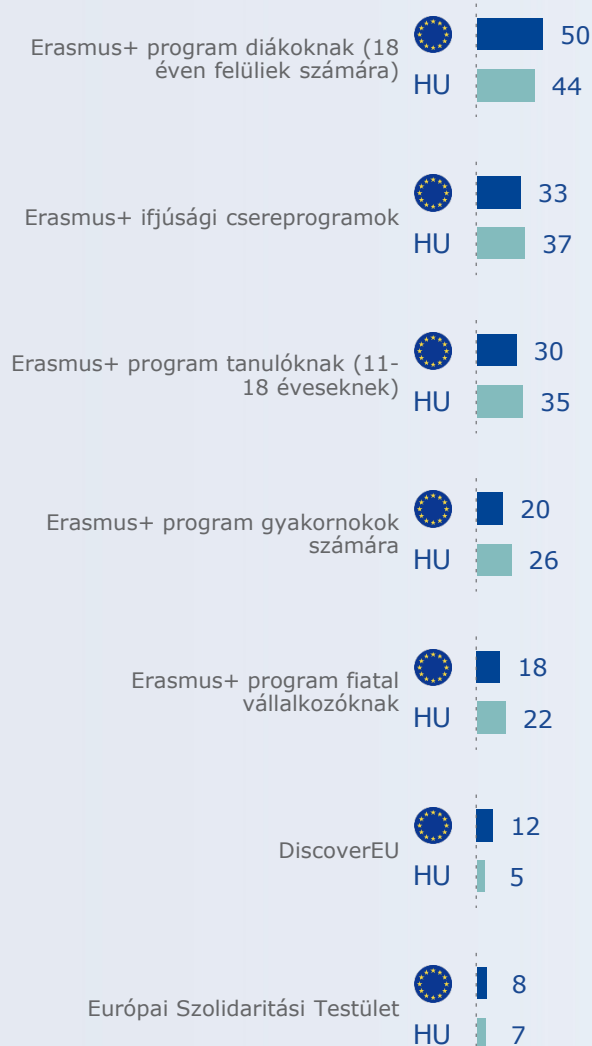 Erasmus+ program diákoknak (18
éven felüliek számára)
50
HU 44
Erasmus+ ifjúsági csereprogramok
33
HU 37
Erasmus+ program tanulóknak (11-
18 éveseknek)
30
HU 35
Erasmus+ program gyakornokok
számára
20
HU 26
Erasmus+ program fiatal
vállalkozóknak
18
HU 22
DiscoverEU
12
HU 5
Európai Szolidaritási Testület
8
HU 7